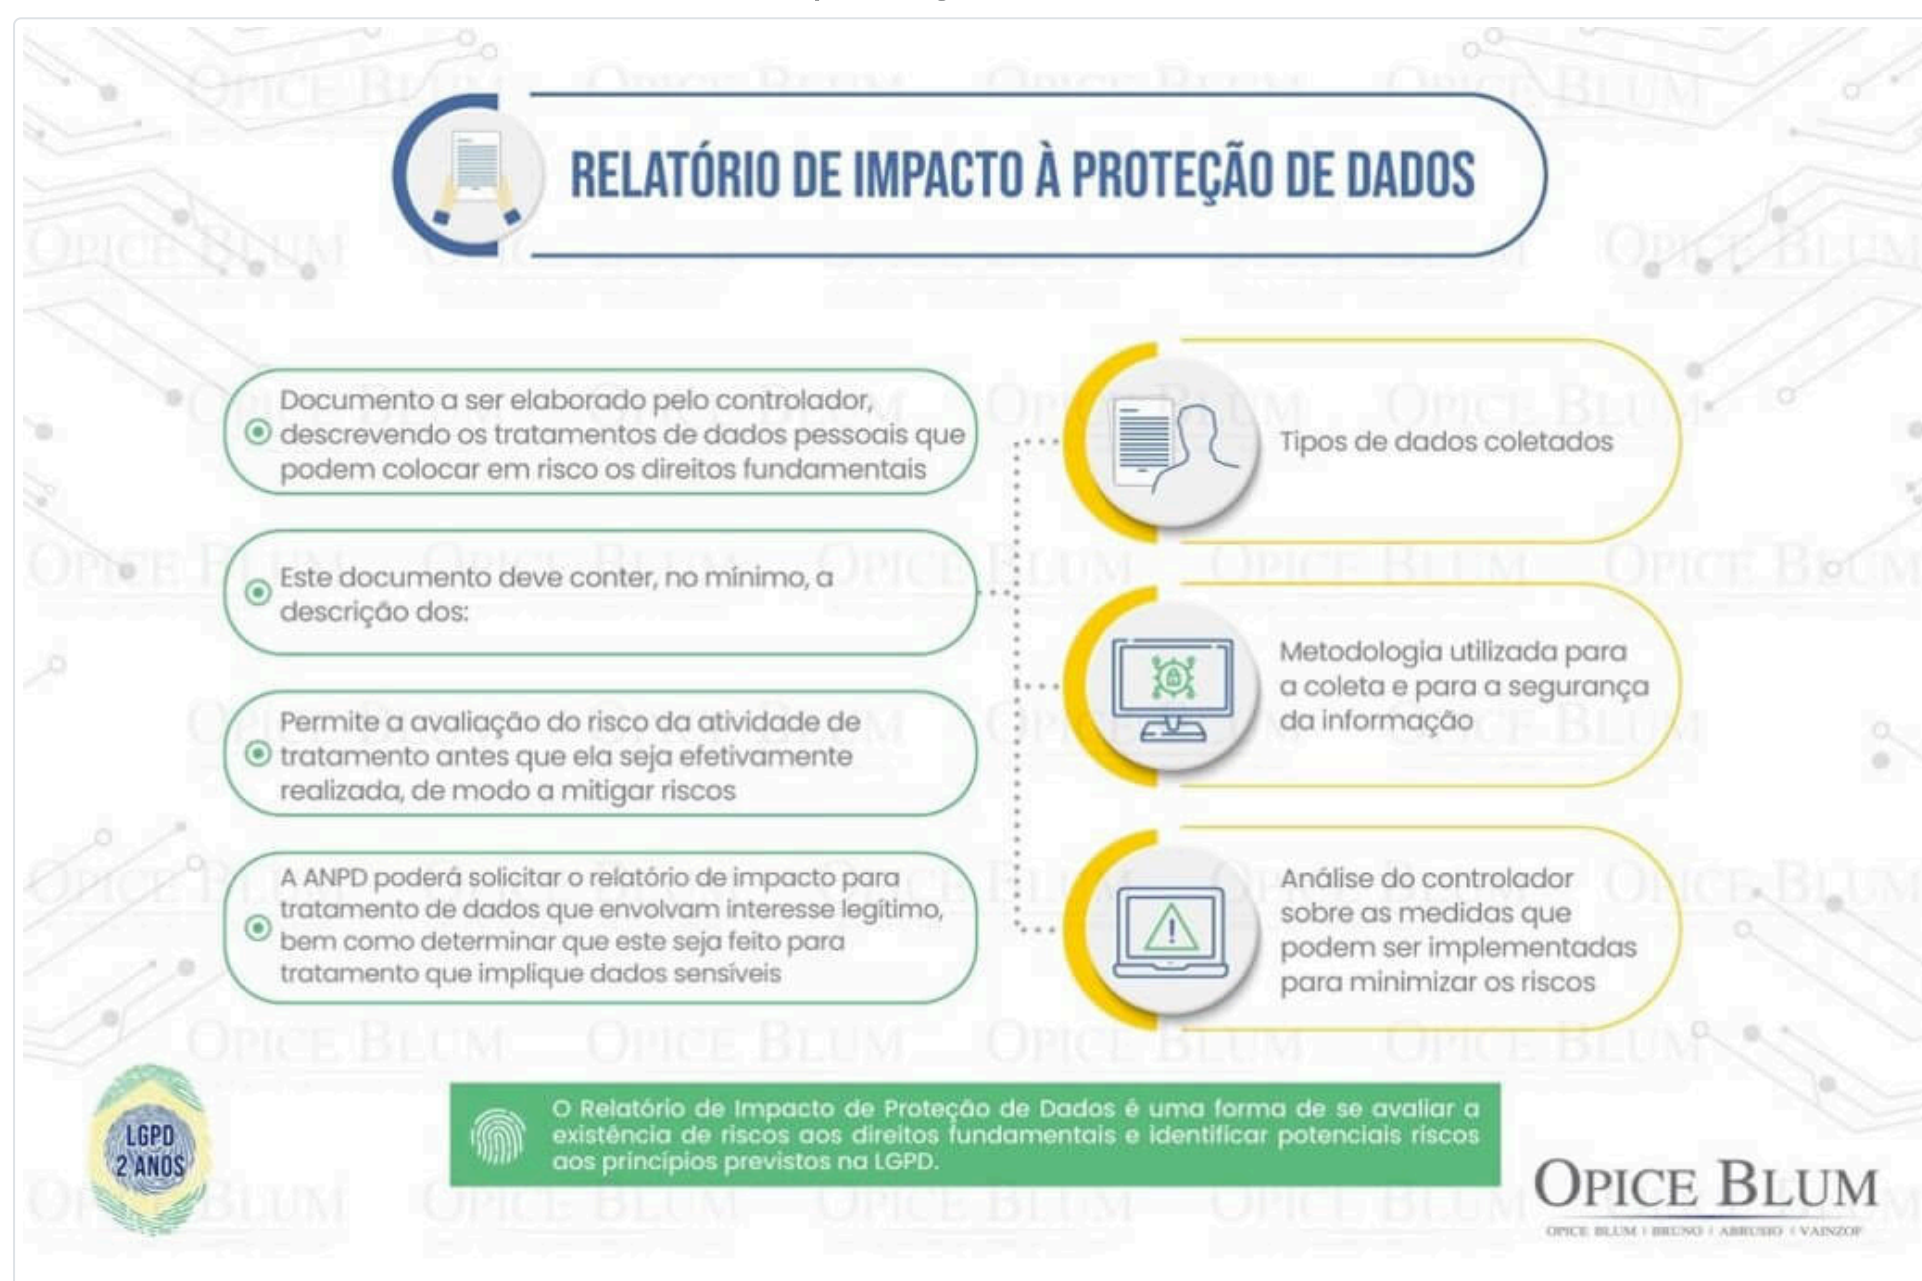 RELATÓRIO DE IMPACTO À PROTEÇÃO DE DADOS
Documento a ser elaborado pelo controlador,
descrevendo os tratamentos de dados pessoais que
podem colocar em risco os direitos fundamentais
Este documento deve conter, no mínimo, a
descrição dos:
Permite a avaliação do risco da atividade de
tratamento antes que ela seja efetivamente
realizada, de modo a mitigar riscos
A ANPD poderá solicitar o relatório de impacto para
tratamento de dados que envolvam interesse legítimo,
bem como determinar que este seja feito para
tratamento que implique dados sensíveis
Tipos de dados coletados
Metodologia utilizada para
a coleta e para a segurança
da informação
Análise do controlador
sobre as medidas que
podem ser implementadas
para minimizar os riscos
LGPD
2 ANOS
O Relatório de Impacto de Proteção de Dados é uma forma de se avaliar a
existência de riscos aos direitos fundamentais e identificar potenciais riscos
aos princípios previstos na LGPD.
OPICE BLUM
OPICE BLUM | BRUNO | ABRUSIO | VAINZOF